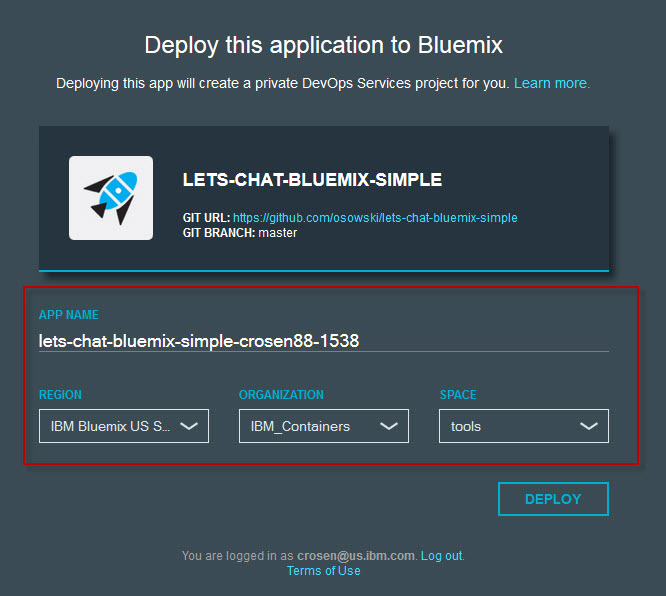 Deploy this application to Bluemix
Deploying this app will create a private DevOps Services project for you. Learn more.
LETS-CHAT-BLUEMIX-SIMPLE
GIT URL: https://github.com/osowski/lets-chat-bluemix-simple
GIT BRANCH: master
APP NAME
lets-chat-bluemix-simple-crosen88-1538
REGION ORGANIZATION SPACE
IBM Bluemix US S... IBM_Containers tools
DEPLOY
You are logged in as crosen@us.ibm.com. Log out.
Terms of Use